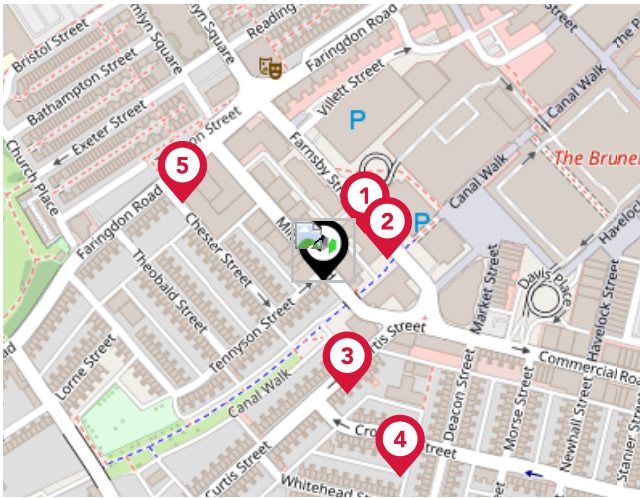 Bristol Street
Reading
Faringdon Road
Street
Bathampton Street
Villett Street
Canal Walk
Exeter Street
P
Street
Farnsby
The Brunel
Church Place
5
1
Canal Walk
2
P
Faringdon Road
Chester Street
Havelock
Theobald Street
Davis Place
Market Street
Havelock Street
Tennyson Street
3
Street
Commercial
Lorne Street
Canal Walk
4
Street
Deacon Street
Morse Street
Newhall Street
Stanier Street
Curtis Street
Whitehead Street